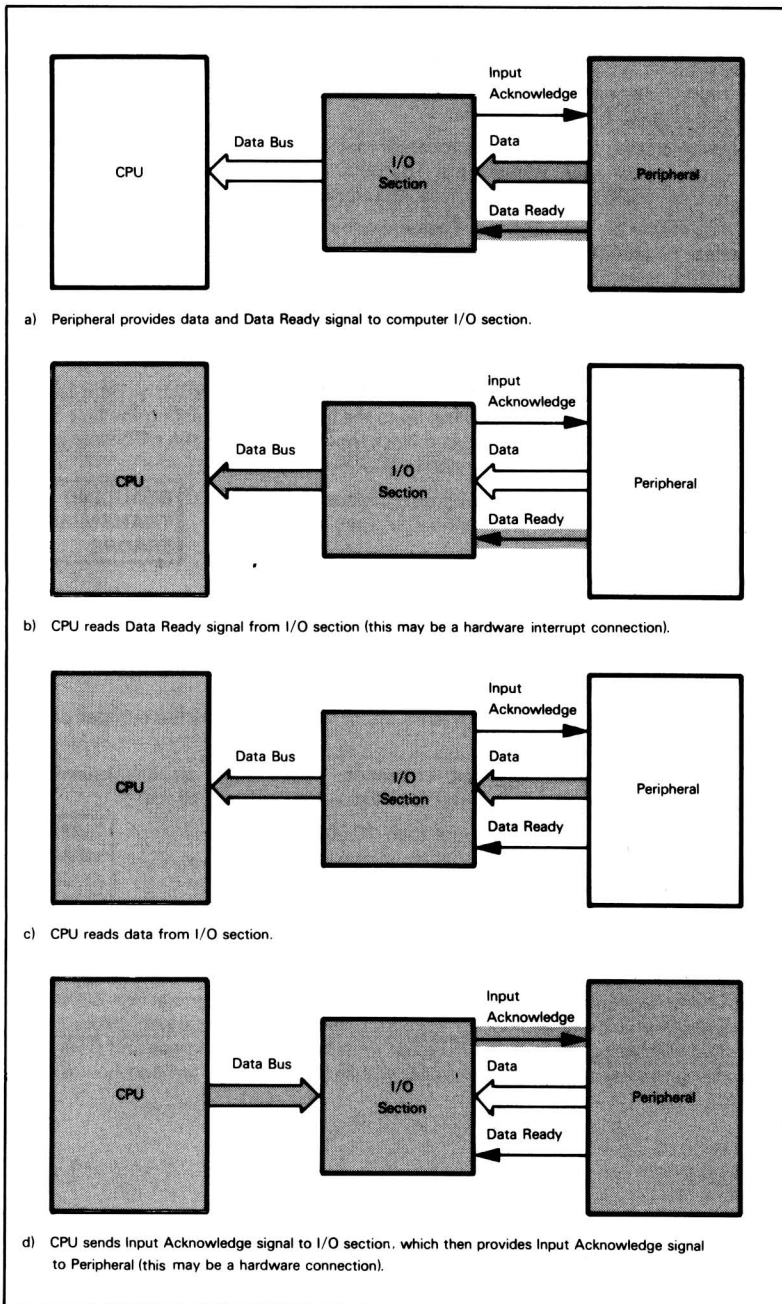 Input
Acknowledge
Data Bus
Data
CPU
I/O
Section
Peripheral
Data Ready
a) Peripheral provides data and Data Ready signal to computer I/O section.
Input
Acknowledge
Data Bus
Data
CPU
I/O
Section
Peripheral
Data Ready
b) CPU reads Data Ready signal from I/O section (this may be a hardware interrupt connection).
Input
Acknowledge
Data Bus
Data
CPU
I/O
Section
Peripheral
Data Ready
c) CPU reads data from I/O section.
Input
Acknowledge
Data Bus
Data
CPU
I/O
Section
Peripheral
Data Ready
d) CPU sends Input Acknowledge signal to I/O section, which then provides Input Acknowledge signal
to Peripheral (this may be a hardware connection).